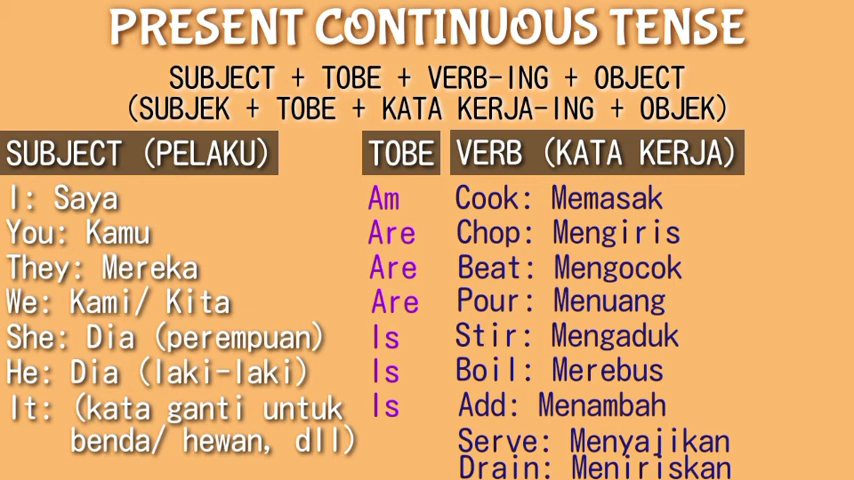 PRESENT CONTINUOUS TENSE
SUBJECT + TOBE + VERB-ING + OBJECT
(SUBJEK + TOBE + KATA KERJA-ING + OBJEK)
SUBJECT (PELAKU) TOBE VERB (KATA KERJA)
I: Saya Am Cook: Memasak
You: Kamu Are Chop: Mengiris
They: Mereka Are Beat: Mengocok
We: Kami/ Kita Are Pour: Menuang
She: Dia (perempuan) Is Stir: Mengaduk
He: Dia (laki-laki) Is Boil: Merebus
It: (kata ganti untuk Is Add: Menambah
benda/ hewan, dll) Serve: Menyajikan
Drain: Meniriskan